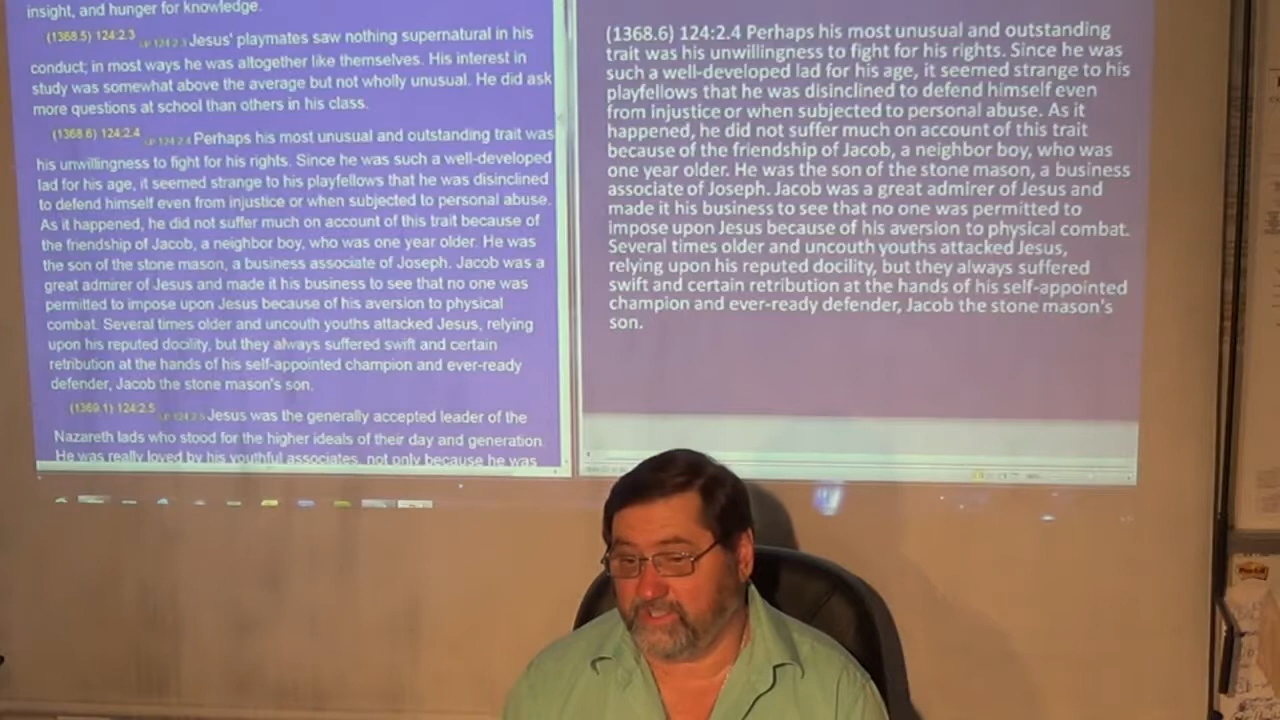 insight, and hunger for knowledge.
(1368.5) 124:2.3 Jesus' playmates saw nothing supernatural in his
conduct; in most ways he was altogether like themselves. His interest in
study was somewhat above the average but not wholly unusual. He did ask
more questions at school than others in his class.
(1368.6) 124:2.4 Perhaps his most unusual and outstanding trait was
his unwillingness to fight for his rights. Since he was such a well-developed
lad for his age, it seemed strange to his playfellows that he was disinclined
to defend himself even from injustice or when subjected to personal abuse.
As it happened, he did not suffer much on account of this trait because of
the friendship of Jacob, a neighbor boy, who was one year older. He was
the son of the stone mason, a business associate of Joseph. Jacob was a
great admirer of Jesus and made it his business to see that no one was
permitted to impose upon Jesus because of his aversion to physical
combat. Several times older and uncouth youths attacked Jesus, relying
upon his reputed docility, but they always suffered swift and certain
retribution at the hands of his self-appointed champion and ever-ready
defender, Jacob the stone mason's son.
(1369.1) 124:2.5 Jesus was the generally accepted leader of the
Nazareth lads who stood for the higher ideals of their day and generation
He was really loved by his youthful associates, not only because he was
(1368.6) 124:2.4 Perhaps his most unusual and outstanding
trait was his unwillingness to fight for his rights. Since he was
such a well-developed lad for his age, it seemed strange to his
playfellows that he was disinclined to defend himself even
from injustice or when subjected to personal abuse. As it
happened, he did not suffer much on account of this trait
because of the friendship of Jacob, a neighbor boy, who was
one year older. He was the son of the stone mason, a business
associate of Joseph. Jacob was a great admirer of Jesus and
made it his business to see that no one was permitted to
impose upon Jesus because of his aversion to physical combat.
Several times older and uncouth youths attacked Jesus,
relying upon his reputed docility, but they always suffered
swift and certain retribution at the hands of his self-appointed
champion and ever-ready defender, Jacob the stone mason's
son.
Post-it